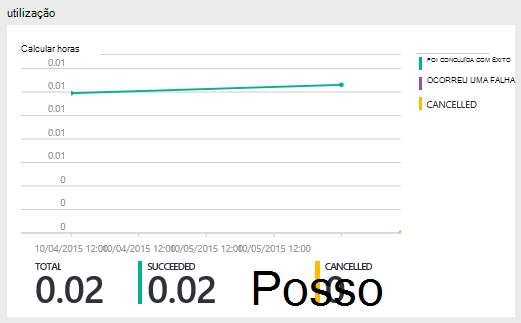 utilização
Calcular horas
0.01
0.01
0.01
0.01
0.01
0
0
0
10/04/2015 12:00 10/04/2015 12:00 10/05/2015 12:00 10/05/2015 12:00
FOI CONCLUÍDA COM ÊXITO
OCORREU UMA FALHA
CANCELLED
TOTAL
0.02
SUCCEEDED
0.02
Posso
CANCELLED
0